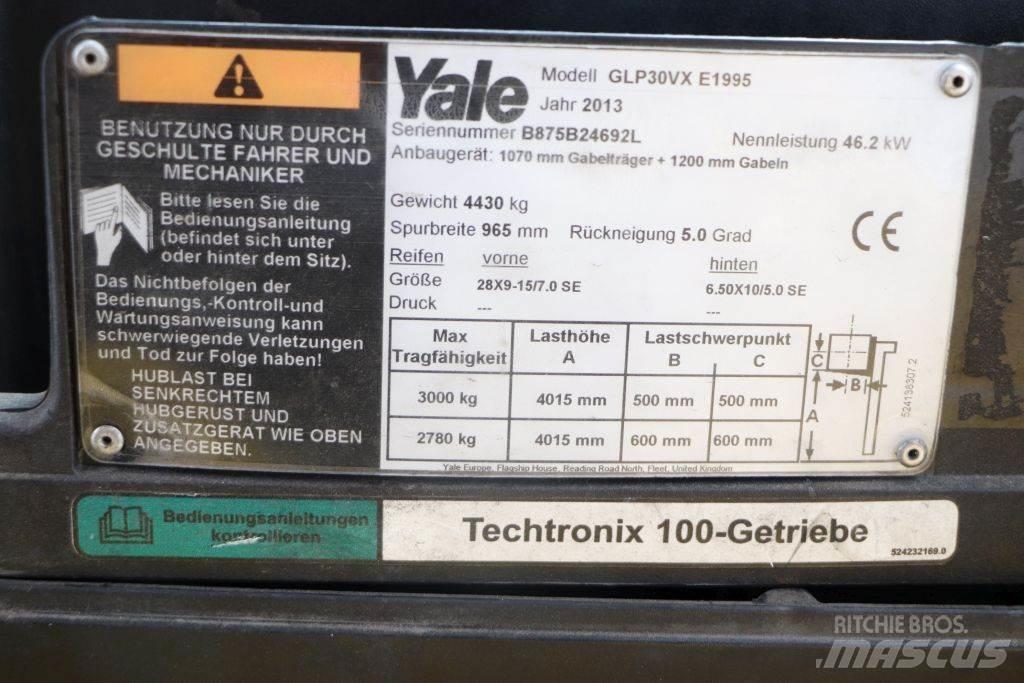 BENUTZUNG NUR DURCH
GESCHULTE FAHRER UND
MECHANIKER
Bitte lesen Sie die
Bedienungsanleitung
(befindet sich unter
oder hinter dem Sitz).
Das Nichtbefolgen der
Bedienungs,-Kontroll-und
Wartungsanweisung kann
schwerwiegende Verletzungen
und Tod zur Folge haben!
HUBLAST BEI
SENKRECHTEM
HUBGERUST UND
ZUSATZGERÄT WIE OBEN
ANGEGEBEN.
Yale
Modell GLP30VX E1995
Jahr 2013
Seriennummer B875B24692L
Nennleistung 46.2 kW
Anbaugerät: 1070 mm Gabelträger + 1200 mm Gabeln
Gewicht 4430 kg
Spurbreite 965 mm Rückneigung 5.0 Grad
CE
Reifen vorne hinten
Größe 28X9-15/7.0 SE 6.50X10/5.0 SE
Druck --- ---
Max Lasthöhe Lastschwerpunkt
Tragfähigkeit A B C
3000 kg 4015 mm 500 mm 500 mm
2780 kg 4015 mm 600 mm 600 mm
C
B
A
524138307.2
Yale Europe, Flagship House, Reading Road North, Fleet, United Kingdom
Bedienungsanleitungen
kontrollieren
Techtronix 100-Getriebe
524232169.0
RITCHIE BROS.
MASCUS